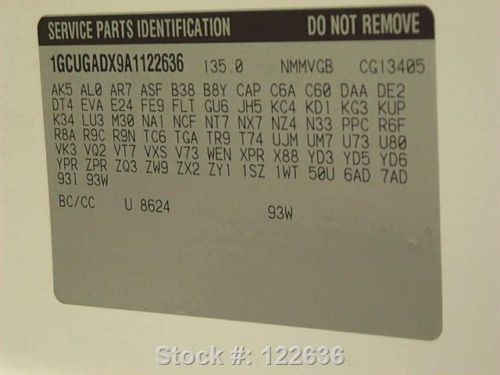 SERVICE PARTS IDENTIFICATION DO NOT REMOVE
1GCUGADX9A1122636 135.0 NMMVGB CG13405
AK5 AL0 AR7 ASF B38 B8Y CAP C6A C60 DAA DE2
DT4 EVA E24 FE9 FLT GU6 JH5 KC4 KD1 KG3 KUP
K34 LU3 M30 NA1 NCF NT7 NX7 NZ4 N33 PPC R6F
R8A R9C R9N TC6 TGA TR9 T74 UJM UM7 U73 U80
VK3 VQ2 VT7 VXS V73 WEN XPR X88 YD3 YD5 YD6
YPR ZPR ZQ3 ZW9 ZX2 ZY1 1SZ 1WT 50U 6AD 7AD
93I 93W
BC/CC U 8624 93W
Stock #: 122636